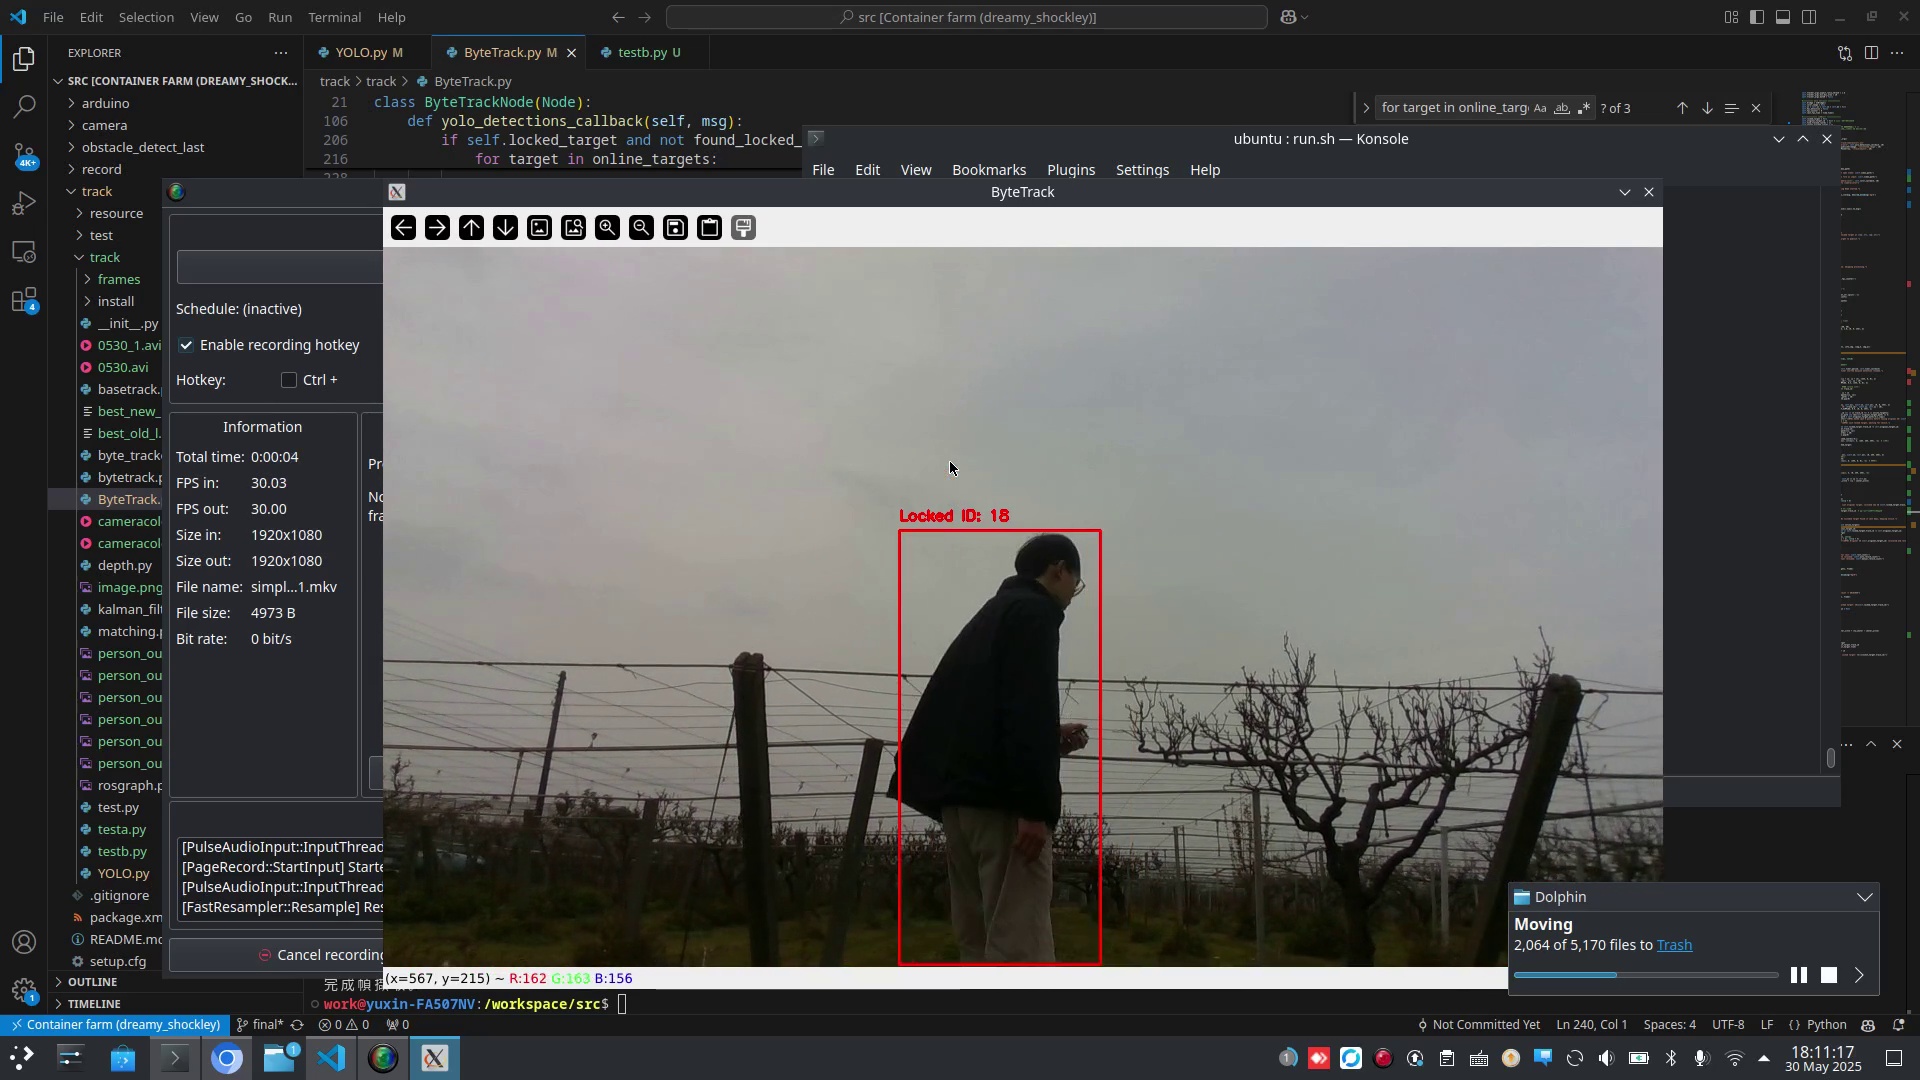 File Edit Selection View Go Run Terminal Help
src [Container farm (dreamy_shockley)]
EXPLORER
YOLO.py M
ByteTrack.py M
testb.py U
SRC [CONTAINER FARM (DREAMY_SHOCK...
track > track > ByteTrack.py
arduino
camera
obstacle_detect_last
record
track
resource
test
track
frames
install
__init__.py
0530_1.avi
0530.avi
basetrack.
best_new_
best_old_l.
byte_track
bytetrack.p
ByteTrack.
cameracol
cameracol
depth.py
image.png
kalman_filt
matching.p
person_ou
person_ou
person_ou
person_ou
person_ou
person_ou
rosgraph.p
test.py
testa.py
testb.py
YOLO.py
.gitignore
package.xm
README.md
setup.cfg
OUTLINE
TIMELINE
4K+
4
1
21 class ByteTrackNode(Node):
106 def yolo_detections_callback(self, msg):
206 if self.locked_target and not found_locked_
216 for target in online_targets:
for target in online_targ
Aa ab .*
? of 3
ubuntu : run.sh — Konsole
File Edit View Bookmarks Plugins Settings Help
ByteTrack
Schedule: (inactive)
Enable recording hotkey
Hotkey: Ctrl +
Information
Total time: 0:00:04
FPS in: 30.03
FPS out: 30.00
Size in: 1920x1080
Size out: 1920x1080
File name: simpl...1.mkv
File size: 4973 B
Bit rate: 0 bit/s
Pr
No
fra
[PulseAudioInput::InputThread
[PageRecord::StartInput] Starte
[PulseAudioInput::InputThread
[FastResampler::Resample] Res
Cancel recording
Locked ID: 18
(x=567, y=215) ~ R:162 G:163 B:156
work@yuxin-FA507NV:/workspace/src$
Dolphin
Moving
2,064 of 5,170 files to Trash
Container farm (dreamy_shockley)
final*
0 0
0
Not Committed Yet
Ln 240, Col 1
Spaces: 4
UTF-8
LF
{} Python
1
1
18:11:17
30 May 2025